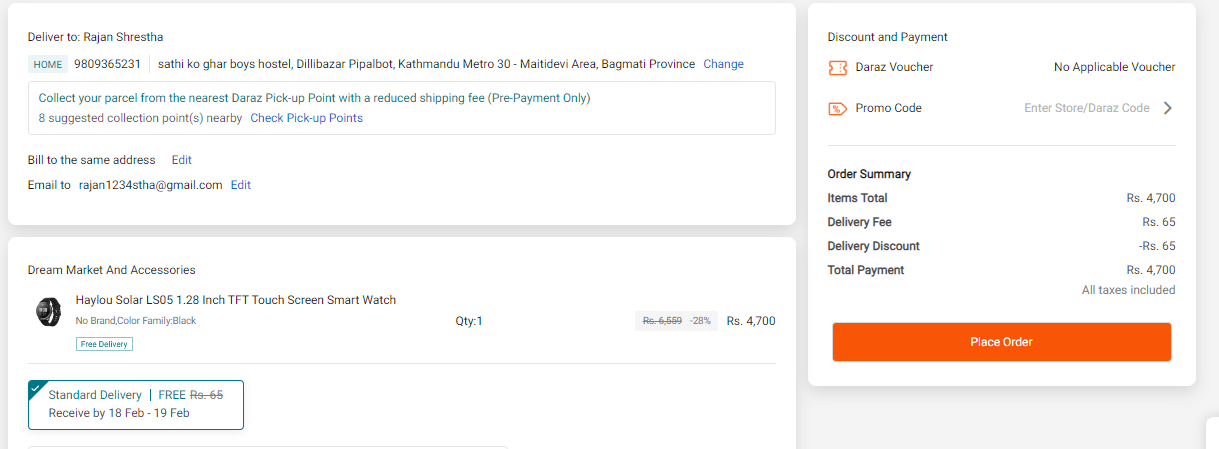 Deliver to: Rajan Shrestha
HOME 9809365231 sathi ko ghar boys hostel, Dillibazar Pipalbot, Kathmandu Metro 30 - Maitidevi Area, Bagmati Province Change
Collect your parcel from the nearest Daraz Pick-up Point with a reduced shipping fee (Pre-Payment Only)
8 suggested collection point(s) nearby Check Pick-up Points
Bill to the same address Edit
Email to rajan1234stha@gmail.com Edit
Dream Market And Accessories
Haylou Solar LS05 1.28 Inch TFT Touch Screen Smart Watch
No Brand,Color Family:Black
Qty:1 Rs. 6,559 -28% Rs. 4,700
Free Delivery
Standard Delivery | FREE Rs. 65
Receive by 18 Feb - 19 Feb
Discount and Payment
Daraz Voucher No Applicable Voucher
Promo Code Enter Store/Daraz Code
Order Summary
Items Total Rs. 4,700
Delivery Fee Rs. 65
Delivery Discount -Rs. 65
Total Payment Rs. 4,700
All taxes included
Place Order